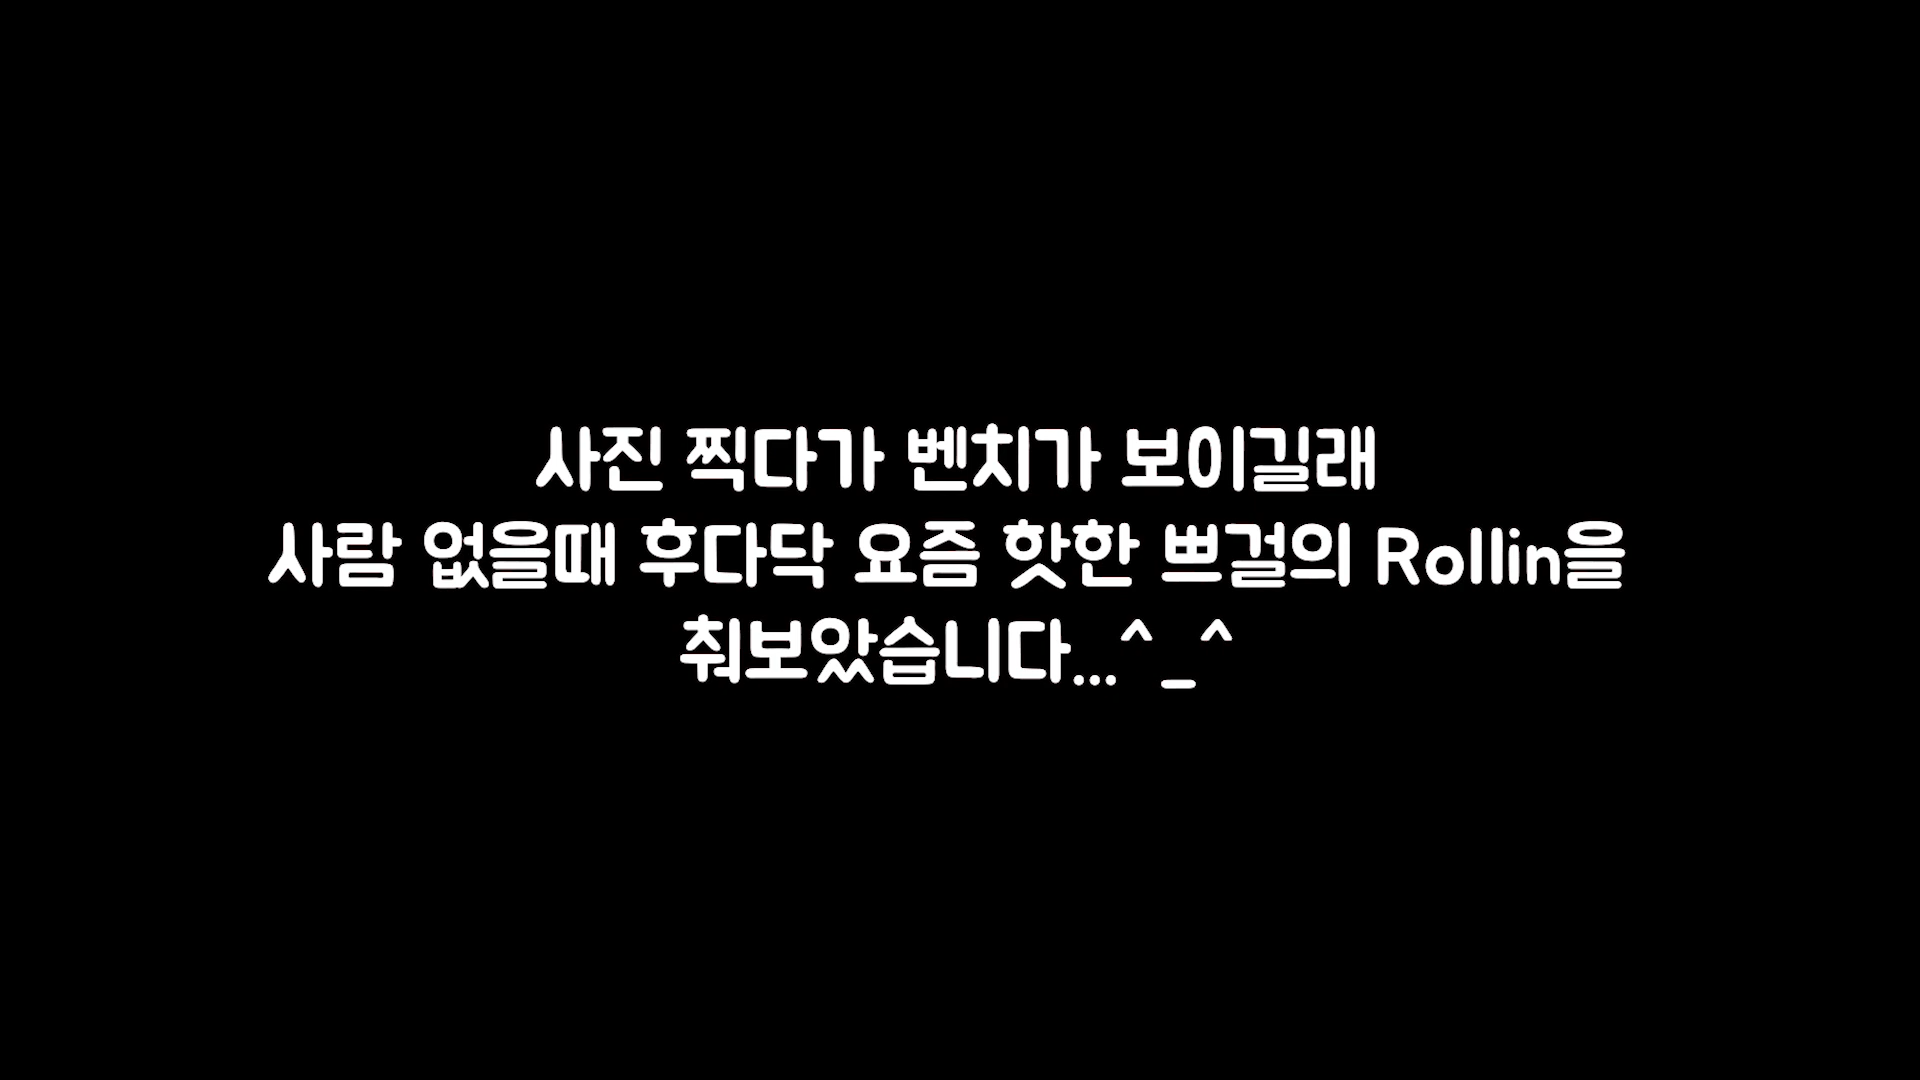 사진 찍다가 벤치가 보이길래
사람 없을때 후다닥 요즘 핫한 쁘걸의 Rollin을
춰보았습니다...^_^